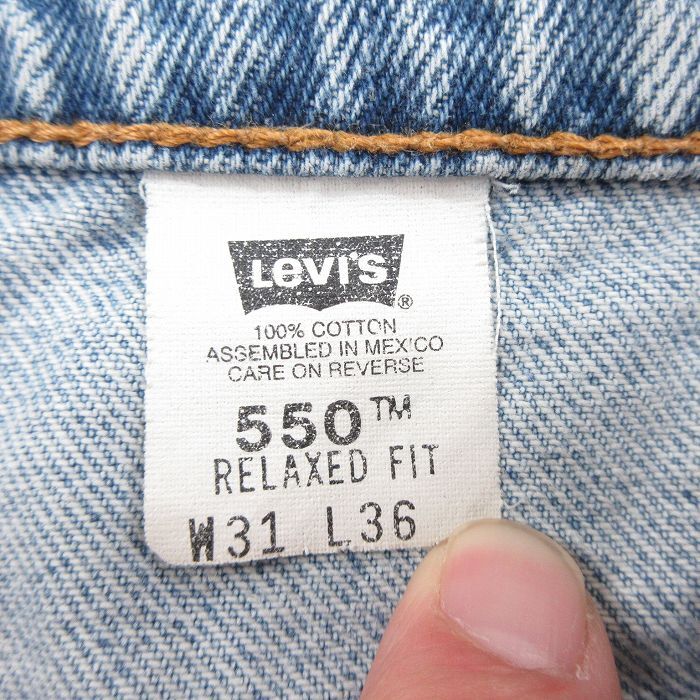 Levi's ®
100% COTTON
ASSEMBLED IN MEXICO
CARE ON REVERSE
550™
RELAXED FIT
W31 L36